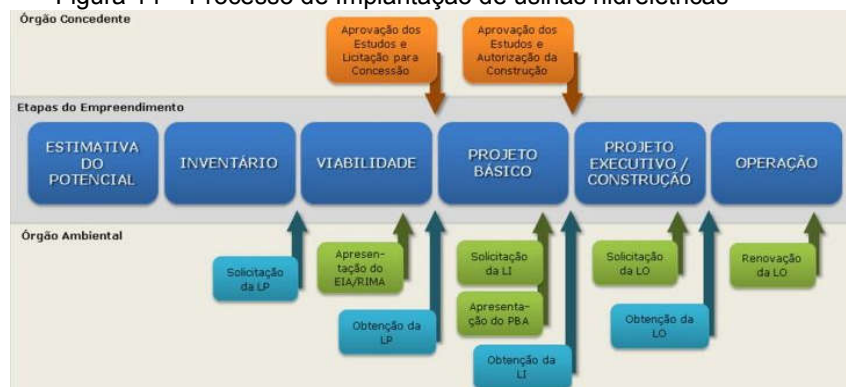 Figura 14 – Processo de Implantação de usinas hidrelétricas
Órgão Concedente
Aprovação dos
Estudos e
Licitação para
Concessão
Aprovação dos
Estudos e
Autorização da
Construção
Etapas do Empreendimento
ESTIMATIVA
DO
POTENCIAL
INVENTÁRIO
VIABILIDADE
PROJETO
BÁSICO
PROJETO
EXECUTIVO /
CONSTRUÇÃO
OPERAÇÃO
Órgão Ambiental
Solicitação
da LP
Apresen-
tação do
EIA/RIMA
Obtenção da
LP
Solicitação
da LI
Apresenta-
ção do PBA
Obtenção da
LI
Solicitação
da LO
Obtenção da
LO
Renovação
da LO